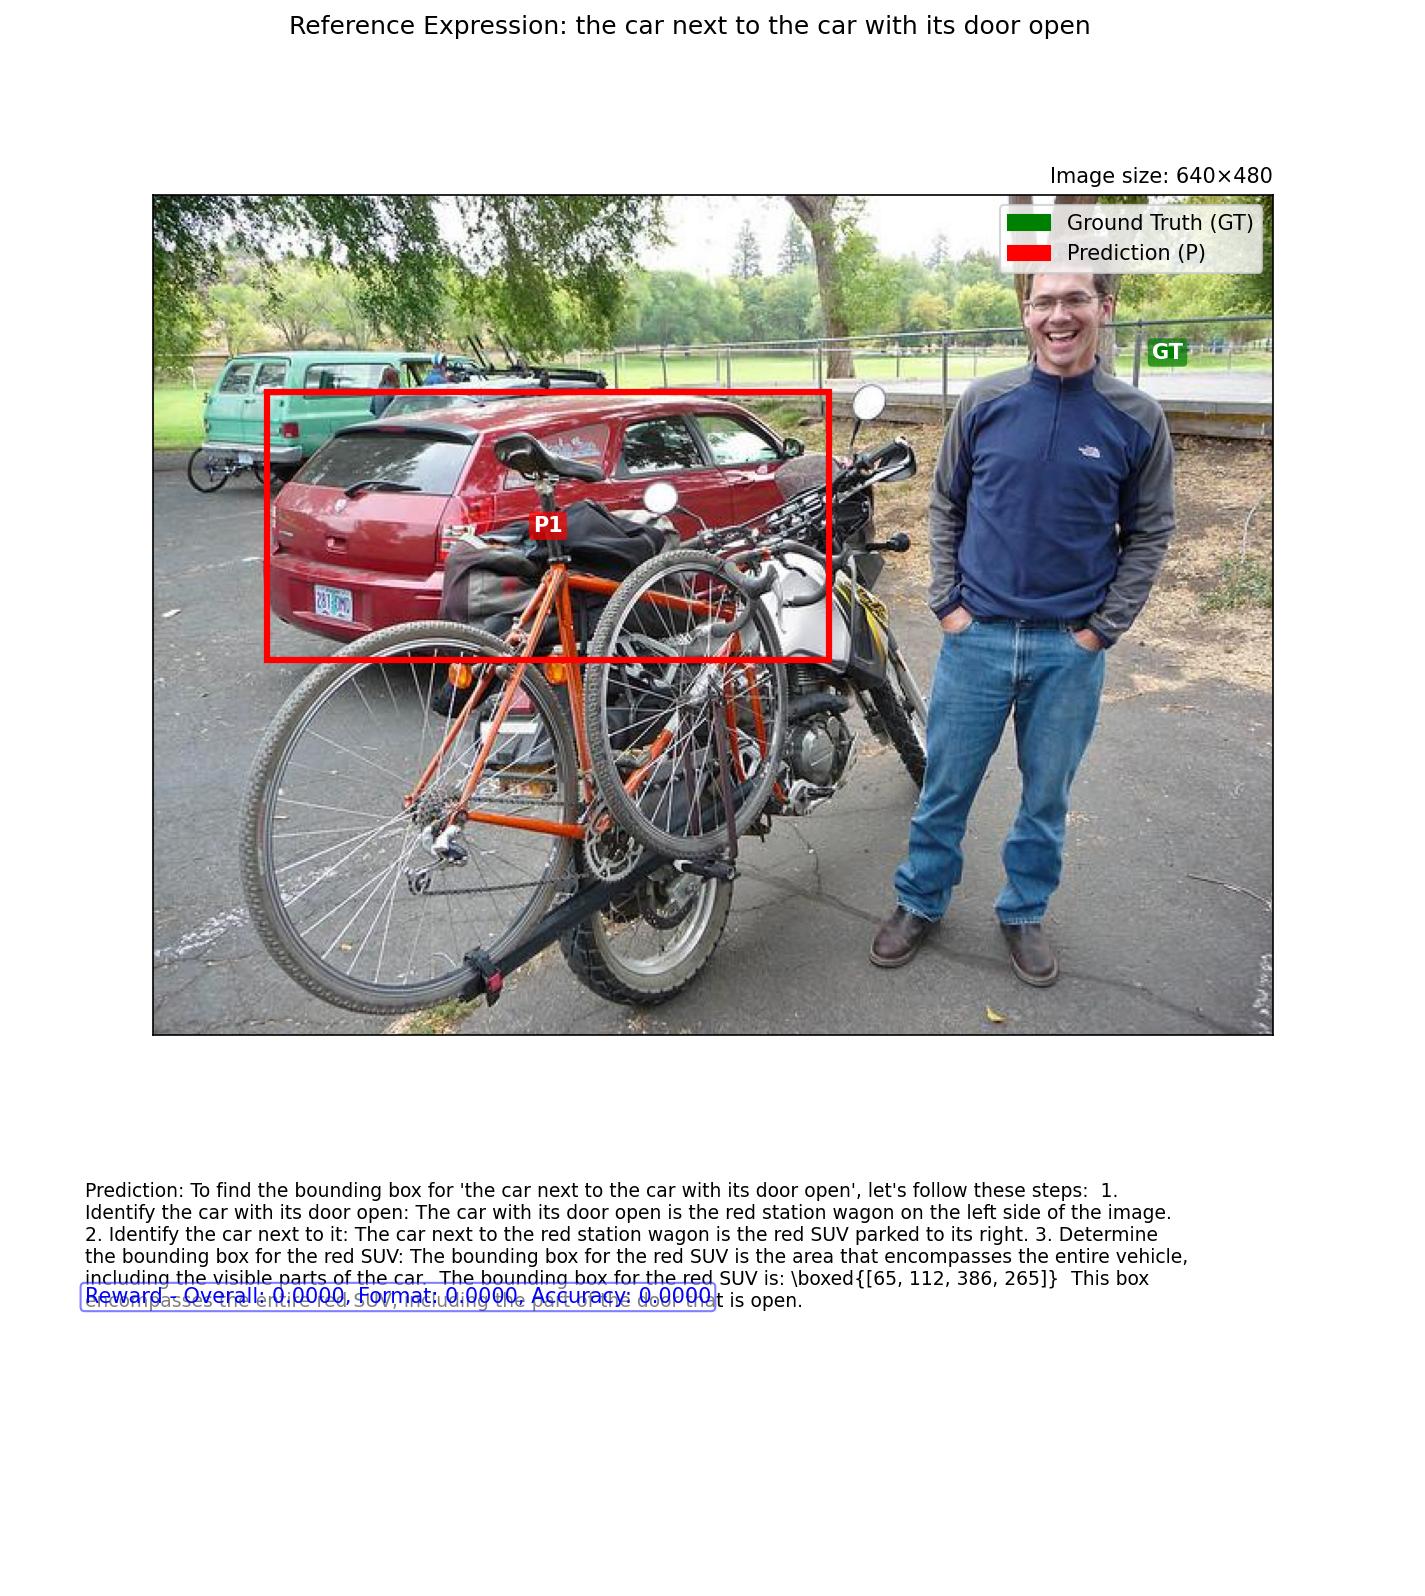 Reference Expression: the car next to the car with its door open
Image size: 640×480
Ground Truth (GT)
Prediction (P)
GT
P1
Prediction: To find the bounding box for 'the car next to the car with its door open', let's follow these steps:  1.
Identify the car with its door open: The car with its door open is the red station wagon on the left side of the image.
2. Identify the car next to it: The car next to the red station wagon is the red SUV parked to its right. 3. Determine
the bounding box for the red SUV: The bounding box for the red SUV is the area that encompasses the entire vehicle,
including the visible parts of the car.  The bounding box for the red SUV is: \boxed{[65, 112, 386, 265]}  This box
encompasses the entire red SUV, including the part of the door that is open.
Reward - Overall: 0.0000, Format: 0.0000, Accuracy: 0.0000